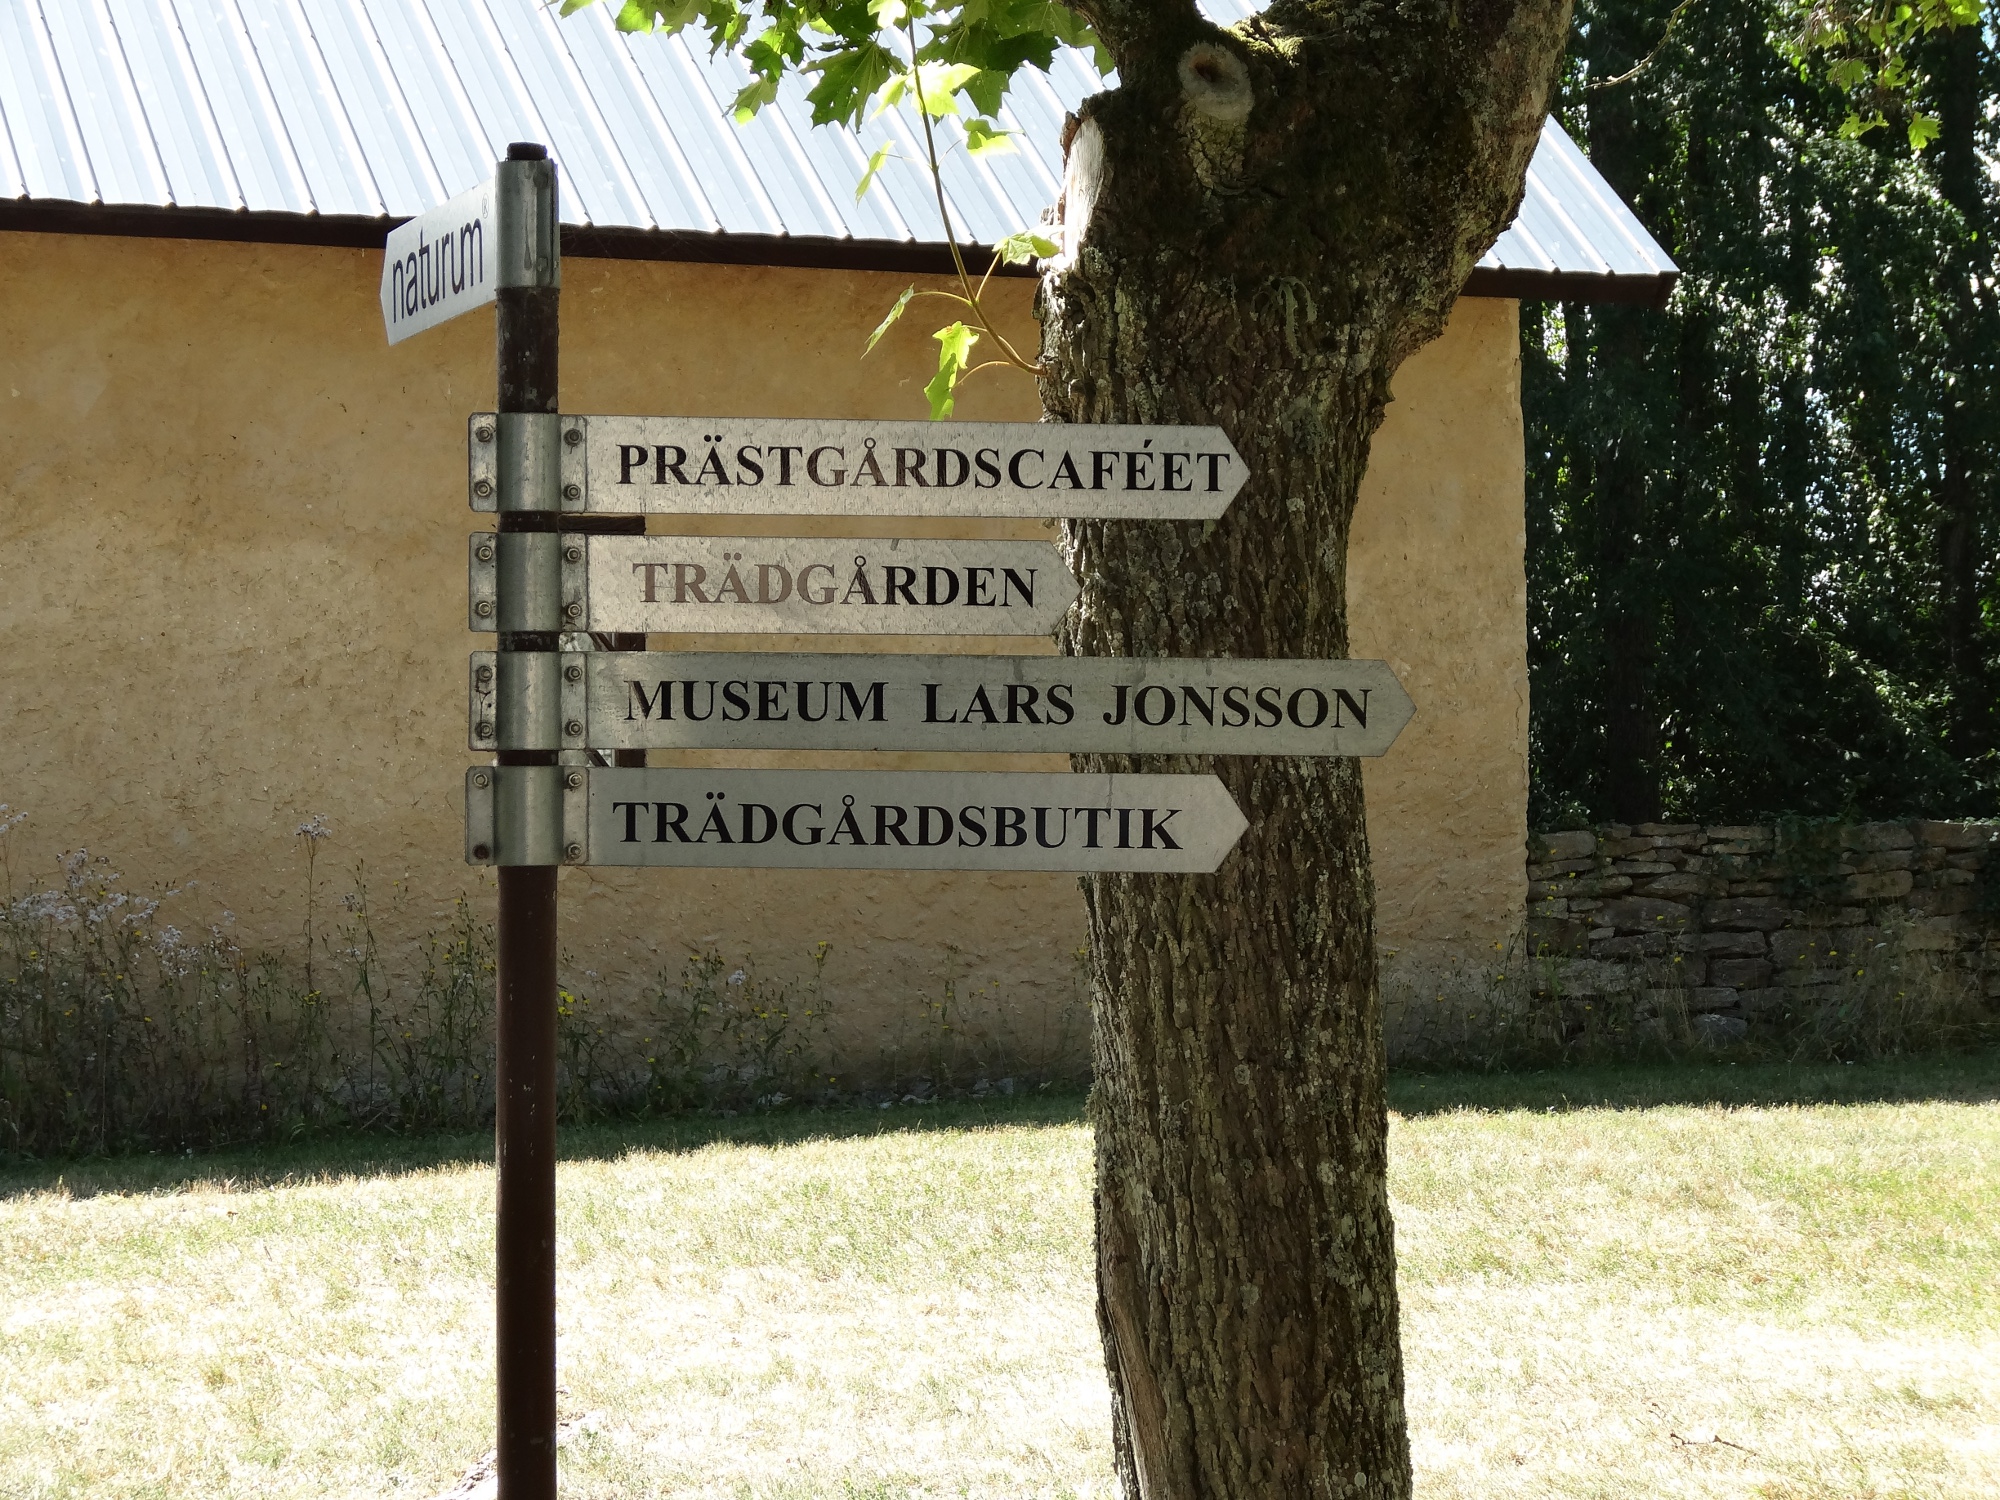 naturum®
PRÄSTGÅRDSCAFÉET
TRÄDGÅRDEN
MUSEUM LARS JONSSON
TRÄDGÅRDSBUTIK